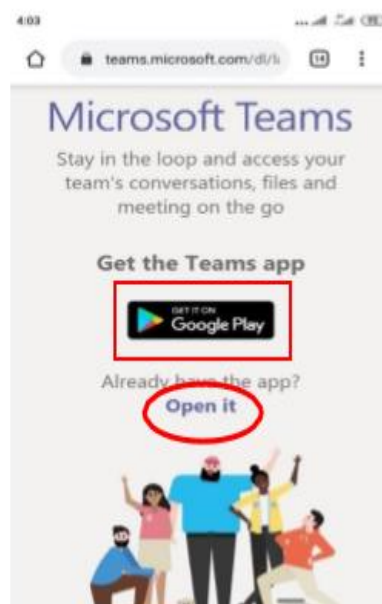 4:03
teams.microsoft.com/dl/l
14
Microsoft Teams
Stay in the loop and access your
team's conversations, files and
meeting on the go
Get the Teams app
GET IT ON
Google Play
Already have the app?
Open it